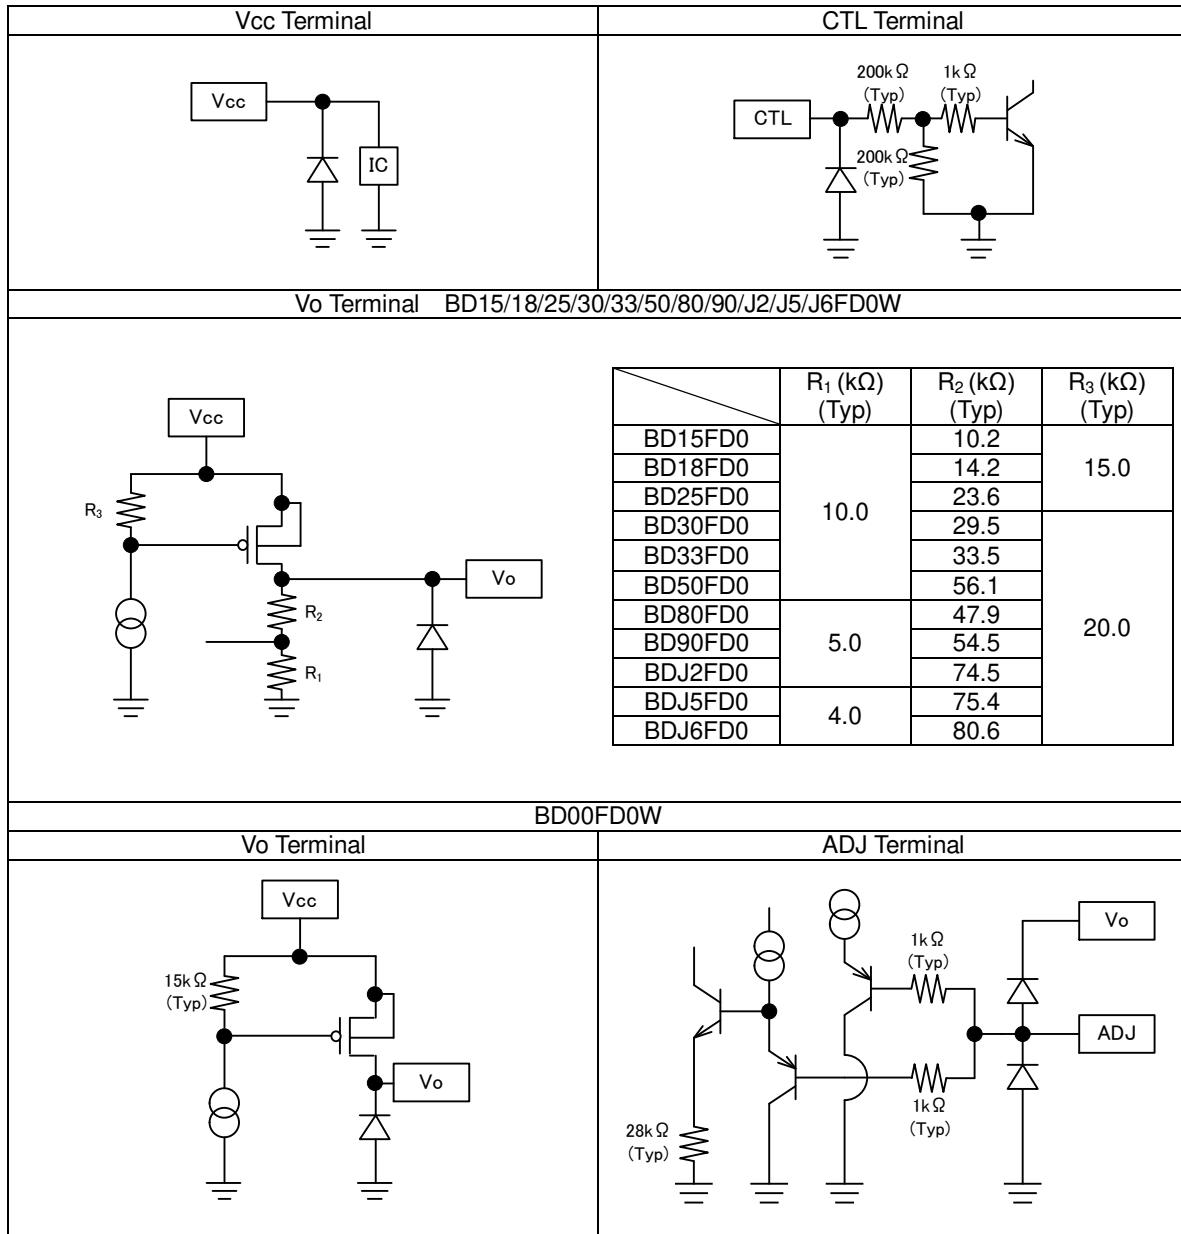 Vcc Terminal
CTL Terminal
Vcc
IC
200kΩ
(Typ)
1kΩ
(Typ)
CTL
200kΩ
(Typ)
Vo Terminal BD15/18/25/30/33/50/80/90/J2/J5/J6FD0W
Vcc
R3
Vo
R2
R1
R1 (kΩ)
(Typ)
R2 (kΩ)
(Typ)
R3 (kΩ)
(Typ)
BD15FD0 10.0 10.2 15.0
BD18FD0 14.2
BD25FD0 23.6
BD30FD0 29.5 20.0
BD33FD0 33.5
BD50FD0 56.1
BD80FD0 5.0 47.9
BD90FD0 54.5
BDJ2FD0 74.5
BDJ5FD0 4.0 75.4
BDJ6FD0 80.6
BD00FD0W
Vo Terminal
ADJ Terminal
Vcc
15kΩ
(Typ)
Vo
1kΩ
(Typ)
Vo
ADJ
1kΩ
(Typ)
28kΩ
(Typ)